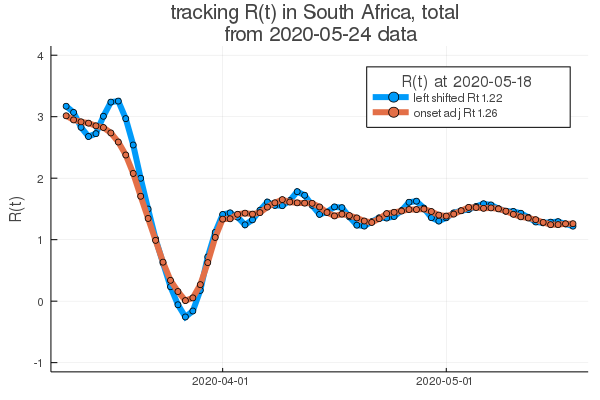 tracking R(t) in South Africa, total
from 2020-05-24 data
R(t) at 2020-05-18
left shifted Rt 1.22
onset adj Rt 1.26
R(t)
4
3
2
1
0
-1
2020-04-01
2020-05-01